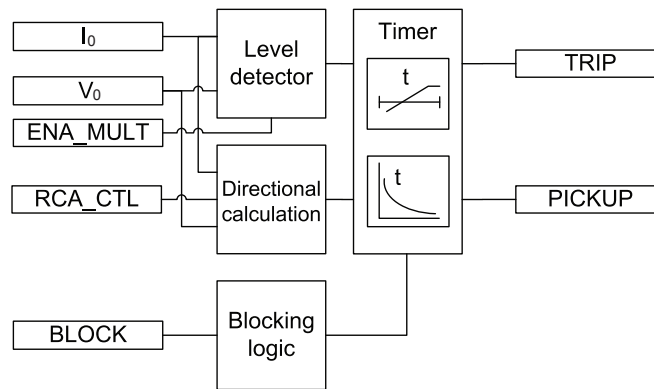 I0
V0
ENA_MULT
RCA_CTL
BLOCK
Level
detector
Directional
calculation
Blocking
logic
Timer
t
t
TRIP
PICKUP